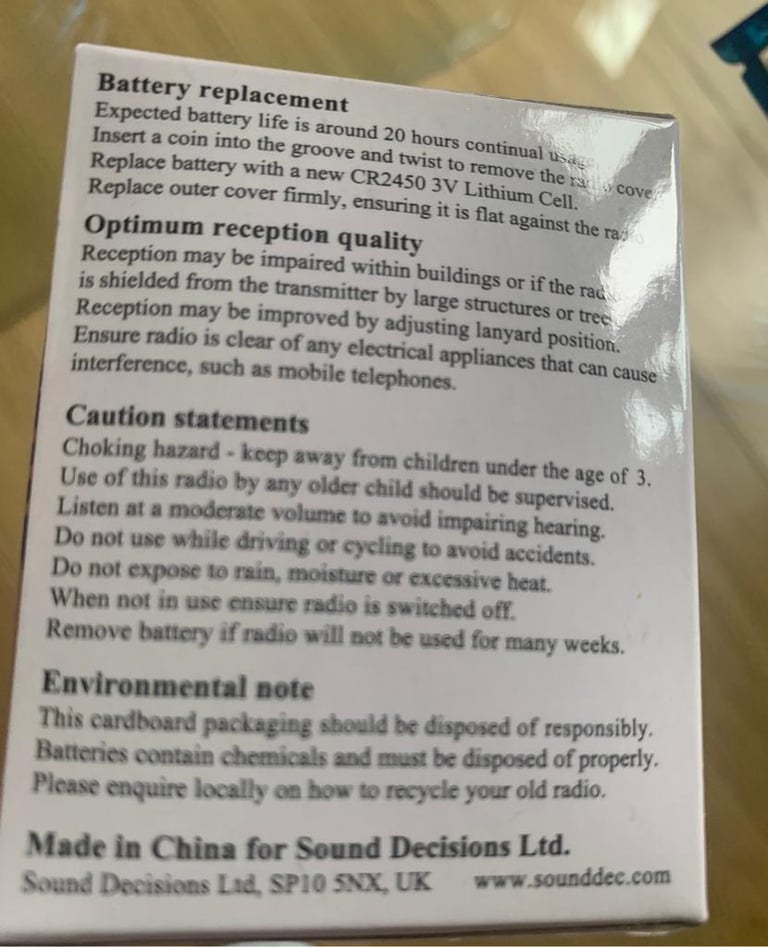 Battery replacement
Expected battery life is around 20 hours continual usage.
Insert a coin into the groove and twist to remove the radio cover
Replace battery with a new CR2450 3V Lithium Cell.
Replace outer cover firmly, ensuring it is flat against the radio
Optimum reception quality
Reception may be impaired within buildings or if the radio
is shielded from the transmitter by large structures or trees
Reception may be improved by adjusting lanyard position.
Ensure radio is clear of any electrical appliances that can cause
interference, such as mobile telephones.
Caution statements
Choking hazard - keep away from children under the age of 3.
Use of this radio by any older child should be supervised.
Listen at a moderate volume to avoid impairing hearing.
Do not use while driving or cycling to avoid accidents.
Do not expose to rain, moisture or excessive heat.
When not in use ensure radio is switched off.
Remove battery if radio will not be used for many weeks.
Environmental note
This cardboard packaging should be disposed of responsibly.
Batteries contain chemicals and must be disposed of properly.
Please enquire locally on how to recycle your old radio.
Made in China for Sound Decisions Ltd.
Sound Decisions Ltd, SP10 5NX, UK www.sounddec.com